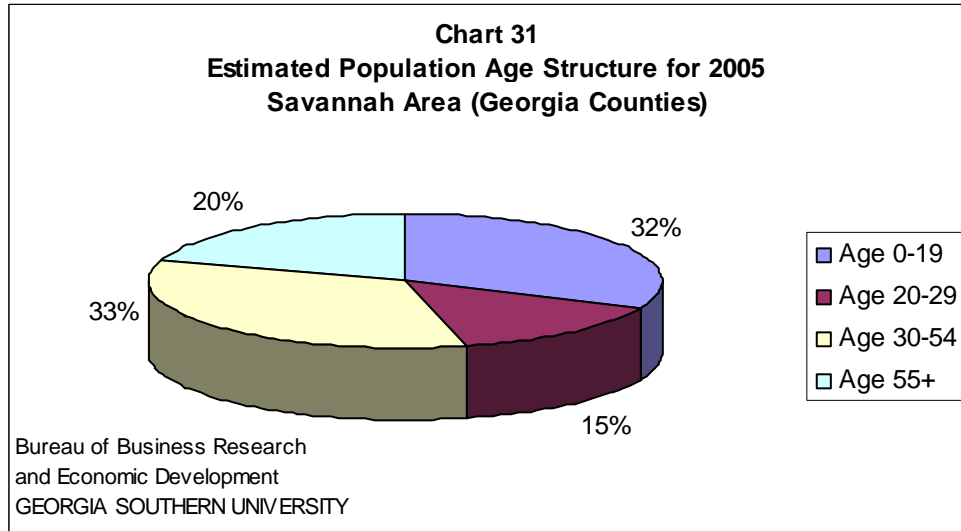 Chart 31
Estimated Population Age Structure for 2005
Savannah Area (Georgia Counties)
20%
32%
33%
15%
Age 0-19
Age 20-29
Age 30-54
Age 55+
Bureau of Business Research
and Economic Development
GEORGIA SOUTHERN UNIVERSITY